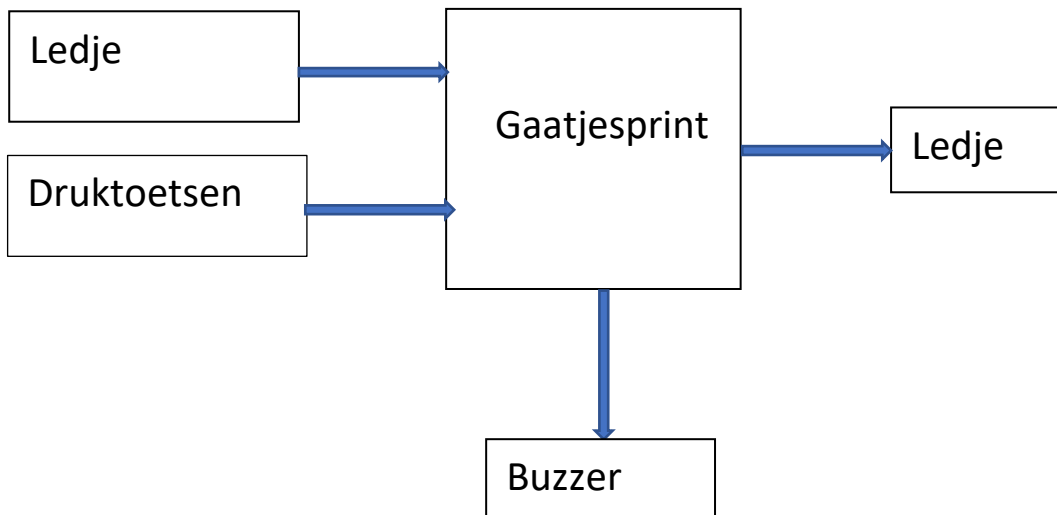 Ledje
Gaatjesprint
Ledje
Druktoetsen
Buzzer